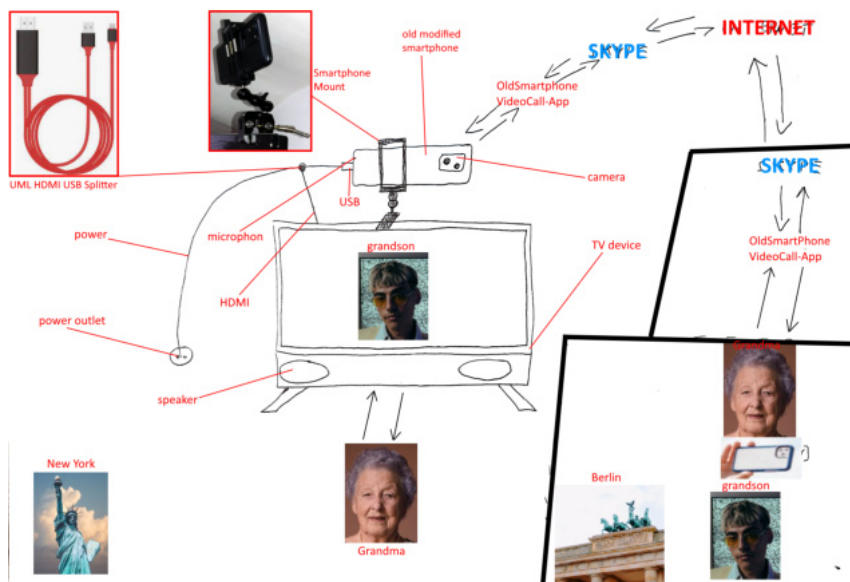 old modified
smartphone
INTERNET
SKYPE
Smartphone
Mount
OldSmartphone
VideoCall-App
SKYPE
camera
UML HDMI USB Splitter
USB
microphon
power
grandson
TV device
OldSmartPhone
VideoCall-App
HDMI
power outlet
speaker
Grandma
New York
Berlin
grandson
Grandma